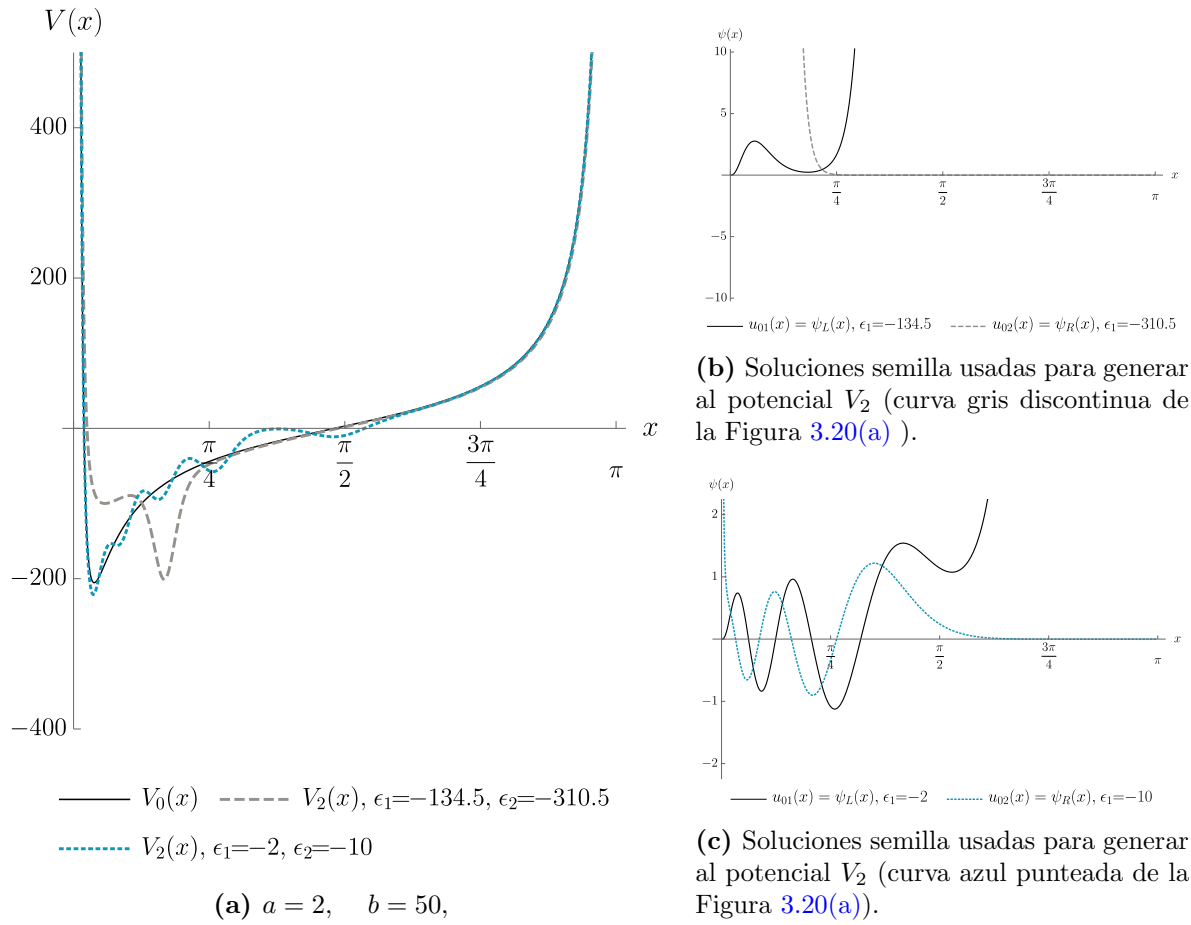 V(x)
400
200
−200
−400
π/4
π/2
3π/4
π
x
V₀(x)
V₂(x), ϵ₁=−134.5, ϵ₂=−310.5
V₂(x), ϵ₁=−2, ϵ₂=−10
(a) a = 2, b = 50,
ψ(x)
10
5
−5
−10
π/4
π/2
3π/4
π
x
u₀₁(x) = ψ_L(x), ϵ₁=−134.5
u₀₂(x) = ψ_R(x), ϵ₁=−310.5
(b) Soluciones semilla usadas para generar
al potencial V₂ (curva gris discontinua de
la Figura 3.20(a) ).
ψ(x)
2
1
−1
−2
π/4
π/2
3π/4
π
x
u₀₁(x) = ψ_L(x), ϵ₁=−2
u₀₂(x) = ψ_R(x), ϵ₁=−10
(c) Soluciones semilla usadas para generar
al potencial V₂ (curva azul punteada de la
Figura 3.20(a)).